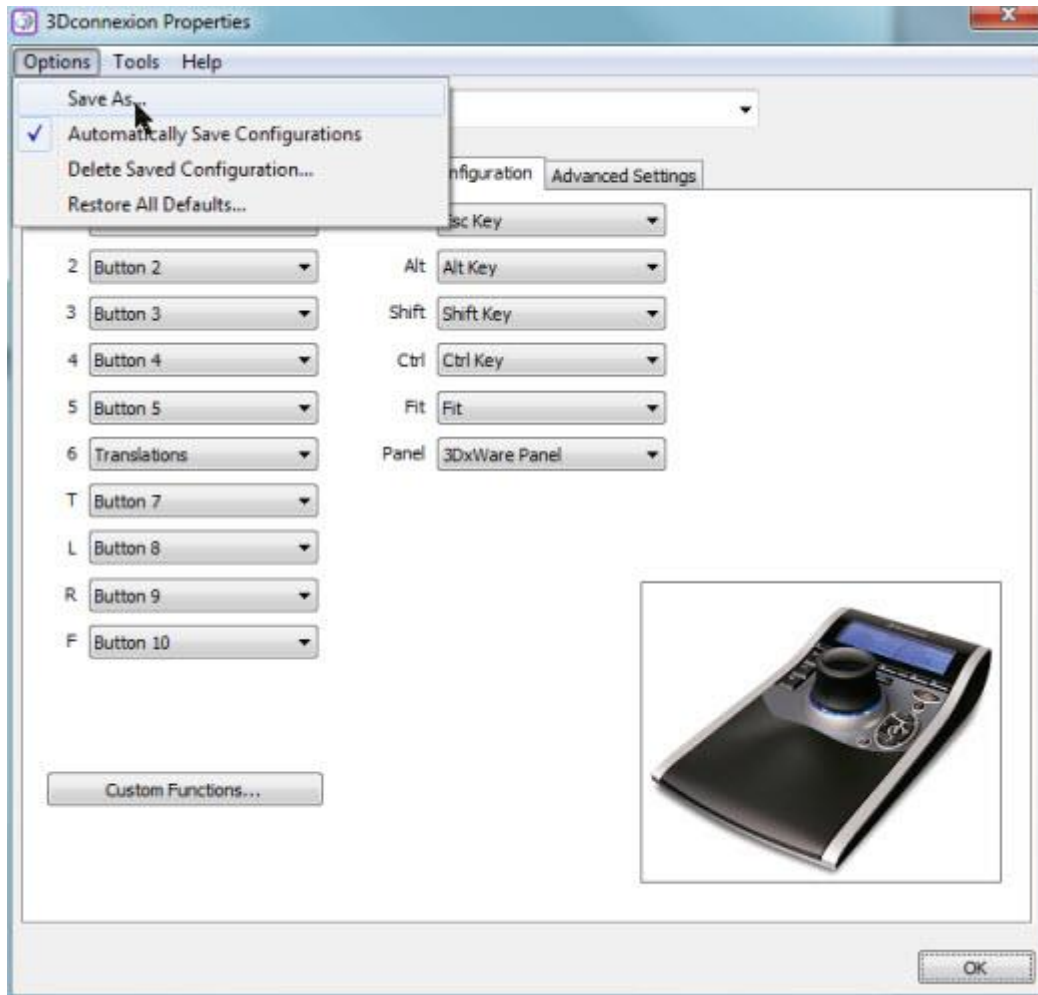 3Dconnexion Properties
Options Tools Help
Save As...
Automatically Save Configurations
Delete Saved Configuration...
Restore All Defaults...
nfiguration Advanced Settings
Esc Key
2 Button 2 Alt Alt Key
3 Button 3 Shift Shift Key
4 Button 4 Ctrl Ctrl Key
5 Button 5 Fit Fit
6 Translations Panel 3DxWare Panel
T Button 7
L Button 8
R Button 9
F Button 10
Custom Functions...
OK